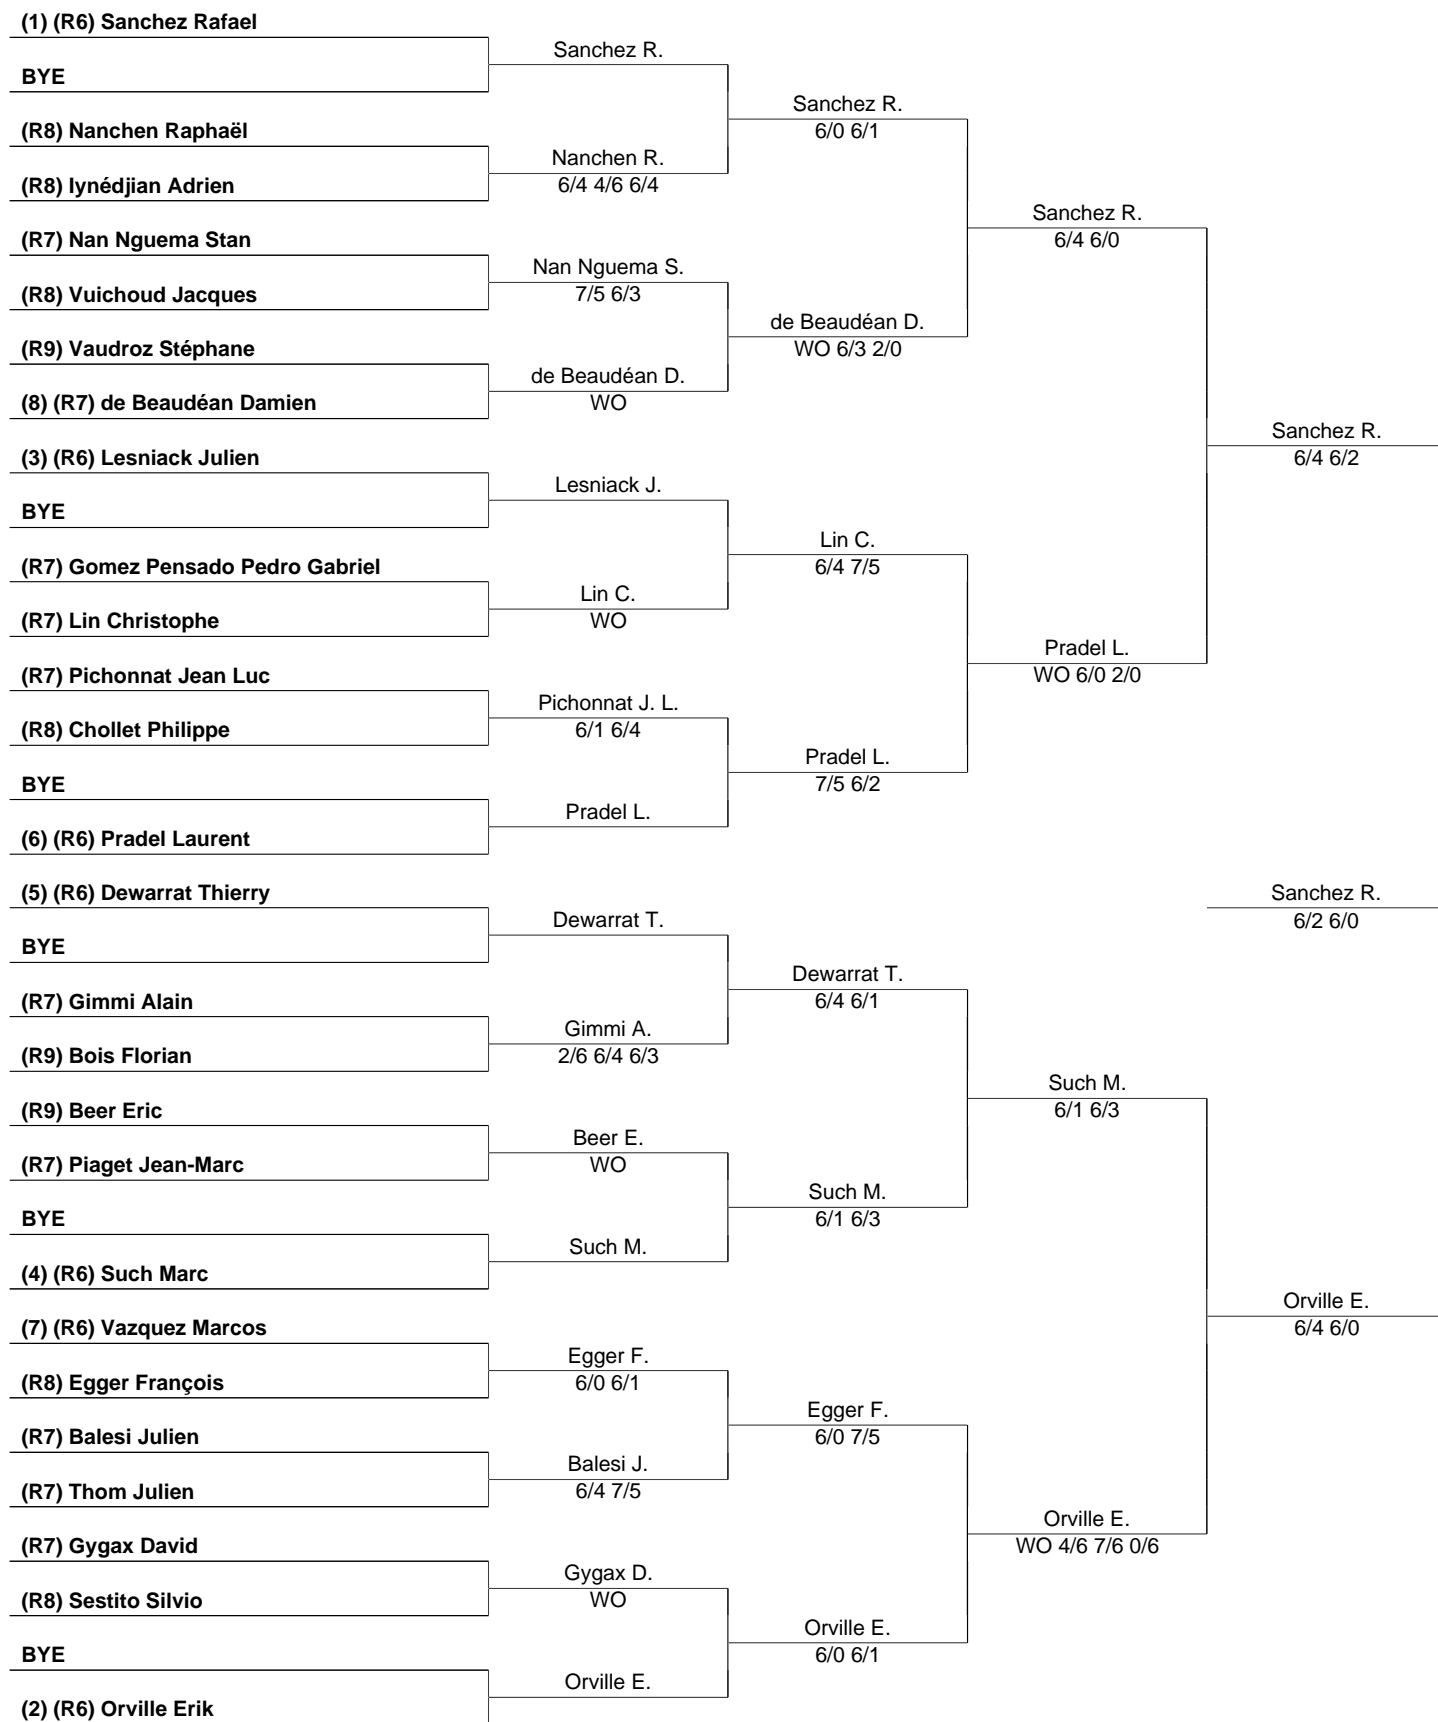 (1) (R6) Sanchez Rafael
Sanchez R.
BYE
Sanchez R.
6/0 6/1
(R8) Nanchen Raphaël
Nanchen R.
6/4 4/6 6/4
(R8) Iynédjian Adrien
Sanchez R.
6/4 6/0
(R7) Nan Nguema Stan
Nan Nguema S.
7/5 6/3
(R8) Vuichoud Jacques
de Beaudéan D.
WO 6/3 2/0
(R9) Vaudroz Stéphane
de Beaudéan D.
WO
(8) (R7) de Beaudéan Damien
Sanchez R.
6/4 6/2
(3) (R6) Lesniack Julien
Lesniack J.
BYE
Lin C.
6/4 7/5
(R7) Gomez Pensado Pedro Gabriel
Lin C.
WO
(R7) Lin Christophe
Pradel L.
WO 6/0 2/0
(R7) Pichonnat Jean Luc
Pichonnat J. L.
6/1 6/4
(R8) Chollet Philippe
Pradel L.
7/5 6/2
BYE
Pradel L.
(6) (R6) Pradel Laurent
(5) (R6) Dewarrat Thierry
Sanchez R.
6/2 6/0
Dewarrat T.
BYE
Dewarrat T.
6/4 6/1
(R7) Gimmi Alain
Gimmi A.
2/6 6/4 6/3
(R9) Bois Florian
Such M.
6/1 6/3
(R9) Beer Eric
Beer E.
WO
(R7) Piaget Jean-Marc
Such M.
6/1 6/3
BYE
Such M.
(4) (R6) Such Marc
Orville E.
6/4 6/0
(7) (R6) Vazquez Marcos
Egger F.
6/0 6/1
(R8) Egger François
Egger F.
6/0 7/5
(R7) Balesi Julien
Balesi J.
6/4 7/5
(R7) Thom Julien
Orville E.
WO 4/6 7/6 0/6
(R7) Gygax David
Gygax D.
WO
(R8) Sestito Silvio
Orville E.
6/0 6/1
BYE
Orville E.
(2) (R6) Orville Erik